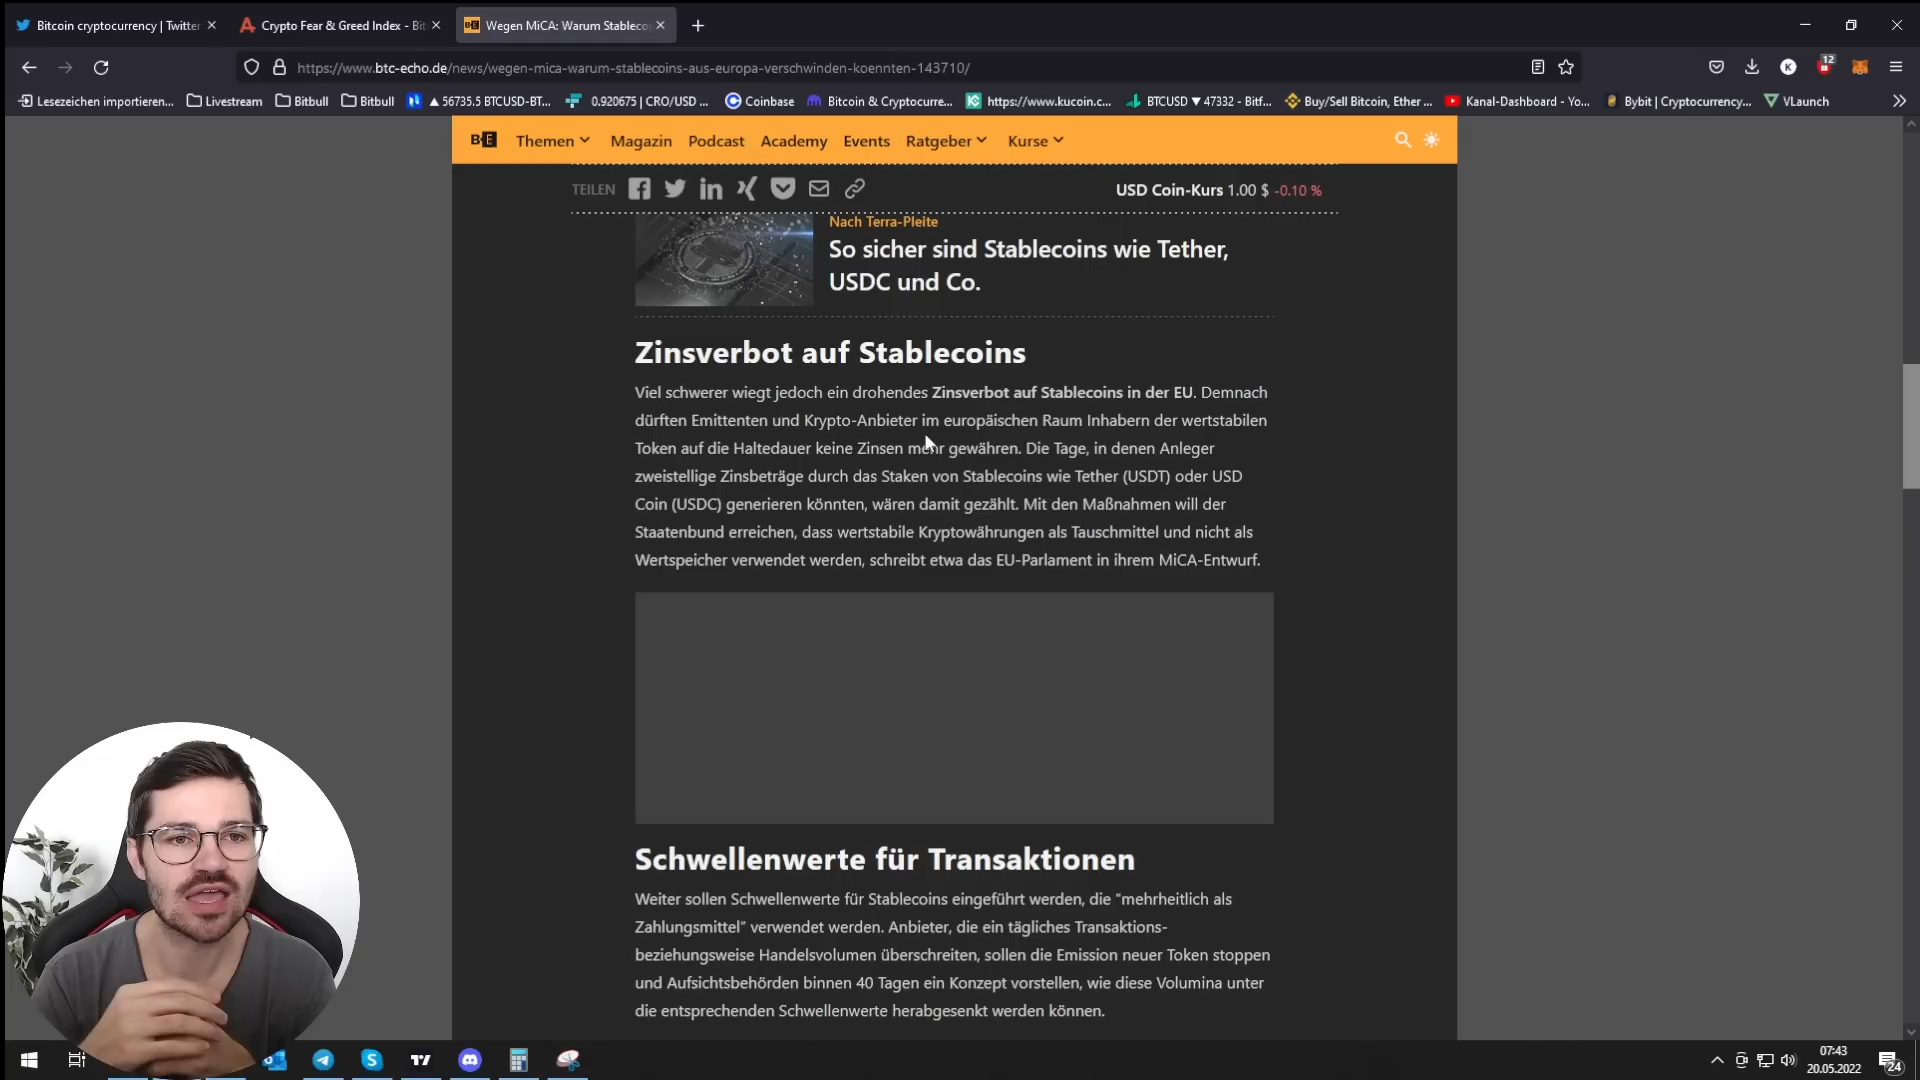 Bitcoin cryptocurrency | Twitter
Crypto Fear & Greed Index - Bit
Wegen MiCA: Warum Stableco
https://www.btc-echo.de/news/wegen-mica-warum-stablecoins-aus-europa-verschwinden-koennten-143710/
12
Lesezeichen importieren...
Livestream
Bitbull
Bitbull
▲ 56735.5 BTCUSD-BT...
0.920675 | CRO/USD ...
Coinbase
Bitcoin & Cryptocurre...
https://www.kucoin.c...
BTCUSD ▼ 47332 - Bitf...
Buy/Sell Bitcoin, Ether ...
Kanal-Dashboard - Yo...
Bybit | Cryptocurrency...
VLaunch
Themen
Magazin
Podcast
Academy
Events
Ratgeber
Kurse
TEILEN
USD Coin-Kurs 1.00 $ -0.10 %
Nach Terra-Pleite
So sicher sind Stablecoins wie Tether,
USDC und Co.
Zinsverbot auf Stablecoins
Viel schwerer wiegt jedoch ein drohendes Zinsverbot auf Stablecoins in der EU. Demnach
dürften Emittenten und Krypto-Anbieter im europäischen Raum Inhabern der wertstabilen
Token auf die Haltedauer keine Zinsen mehr gewähren. Die Tage, in denen Anleger
zweistellige Zinsbeträge durch das Staken von Stablecoins wie Tether (USDT) oder USD
Coin (USDC) generieren könnten, wären damit gezählt. Mit den Maßnahmen will der
Staatenbund erreichen, dass wertstabile Kryptowährungen als Tauschmittel und nicht als
Wertspeicher verwendet werden, schreibt etwa das EU-Parlament in ihrem MiCA-Entwurf.
Schwellenwerte für Transaktionen
Weiter sollen Schwellenwerte für Stablecoins eingeführt werden, die “mehrheitlich als
Zahlungsmittel” verwendet werden. Anbieter, die ein tägliches Transaktions-
beziehungsweise Handelsvolumen überschreiten, sollen die Emission neuer Token stoppen
und Aufsichtsbehörden binnen 40 Tagen ein Konzept vorstellen, wie diese Volumina unter
die entsprechenden Schwellenwerte herabgesenkt werden können.
07:43
20.05.2022
24